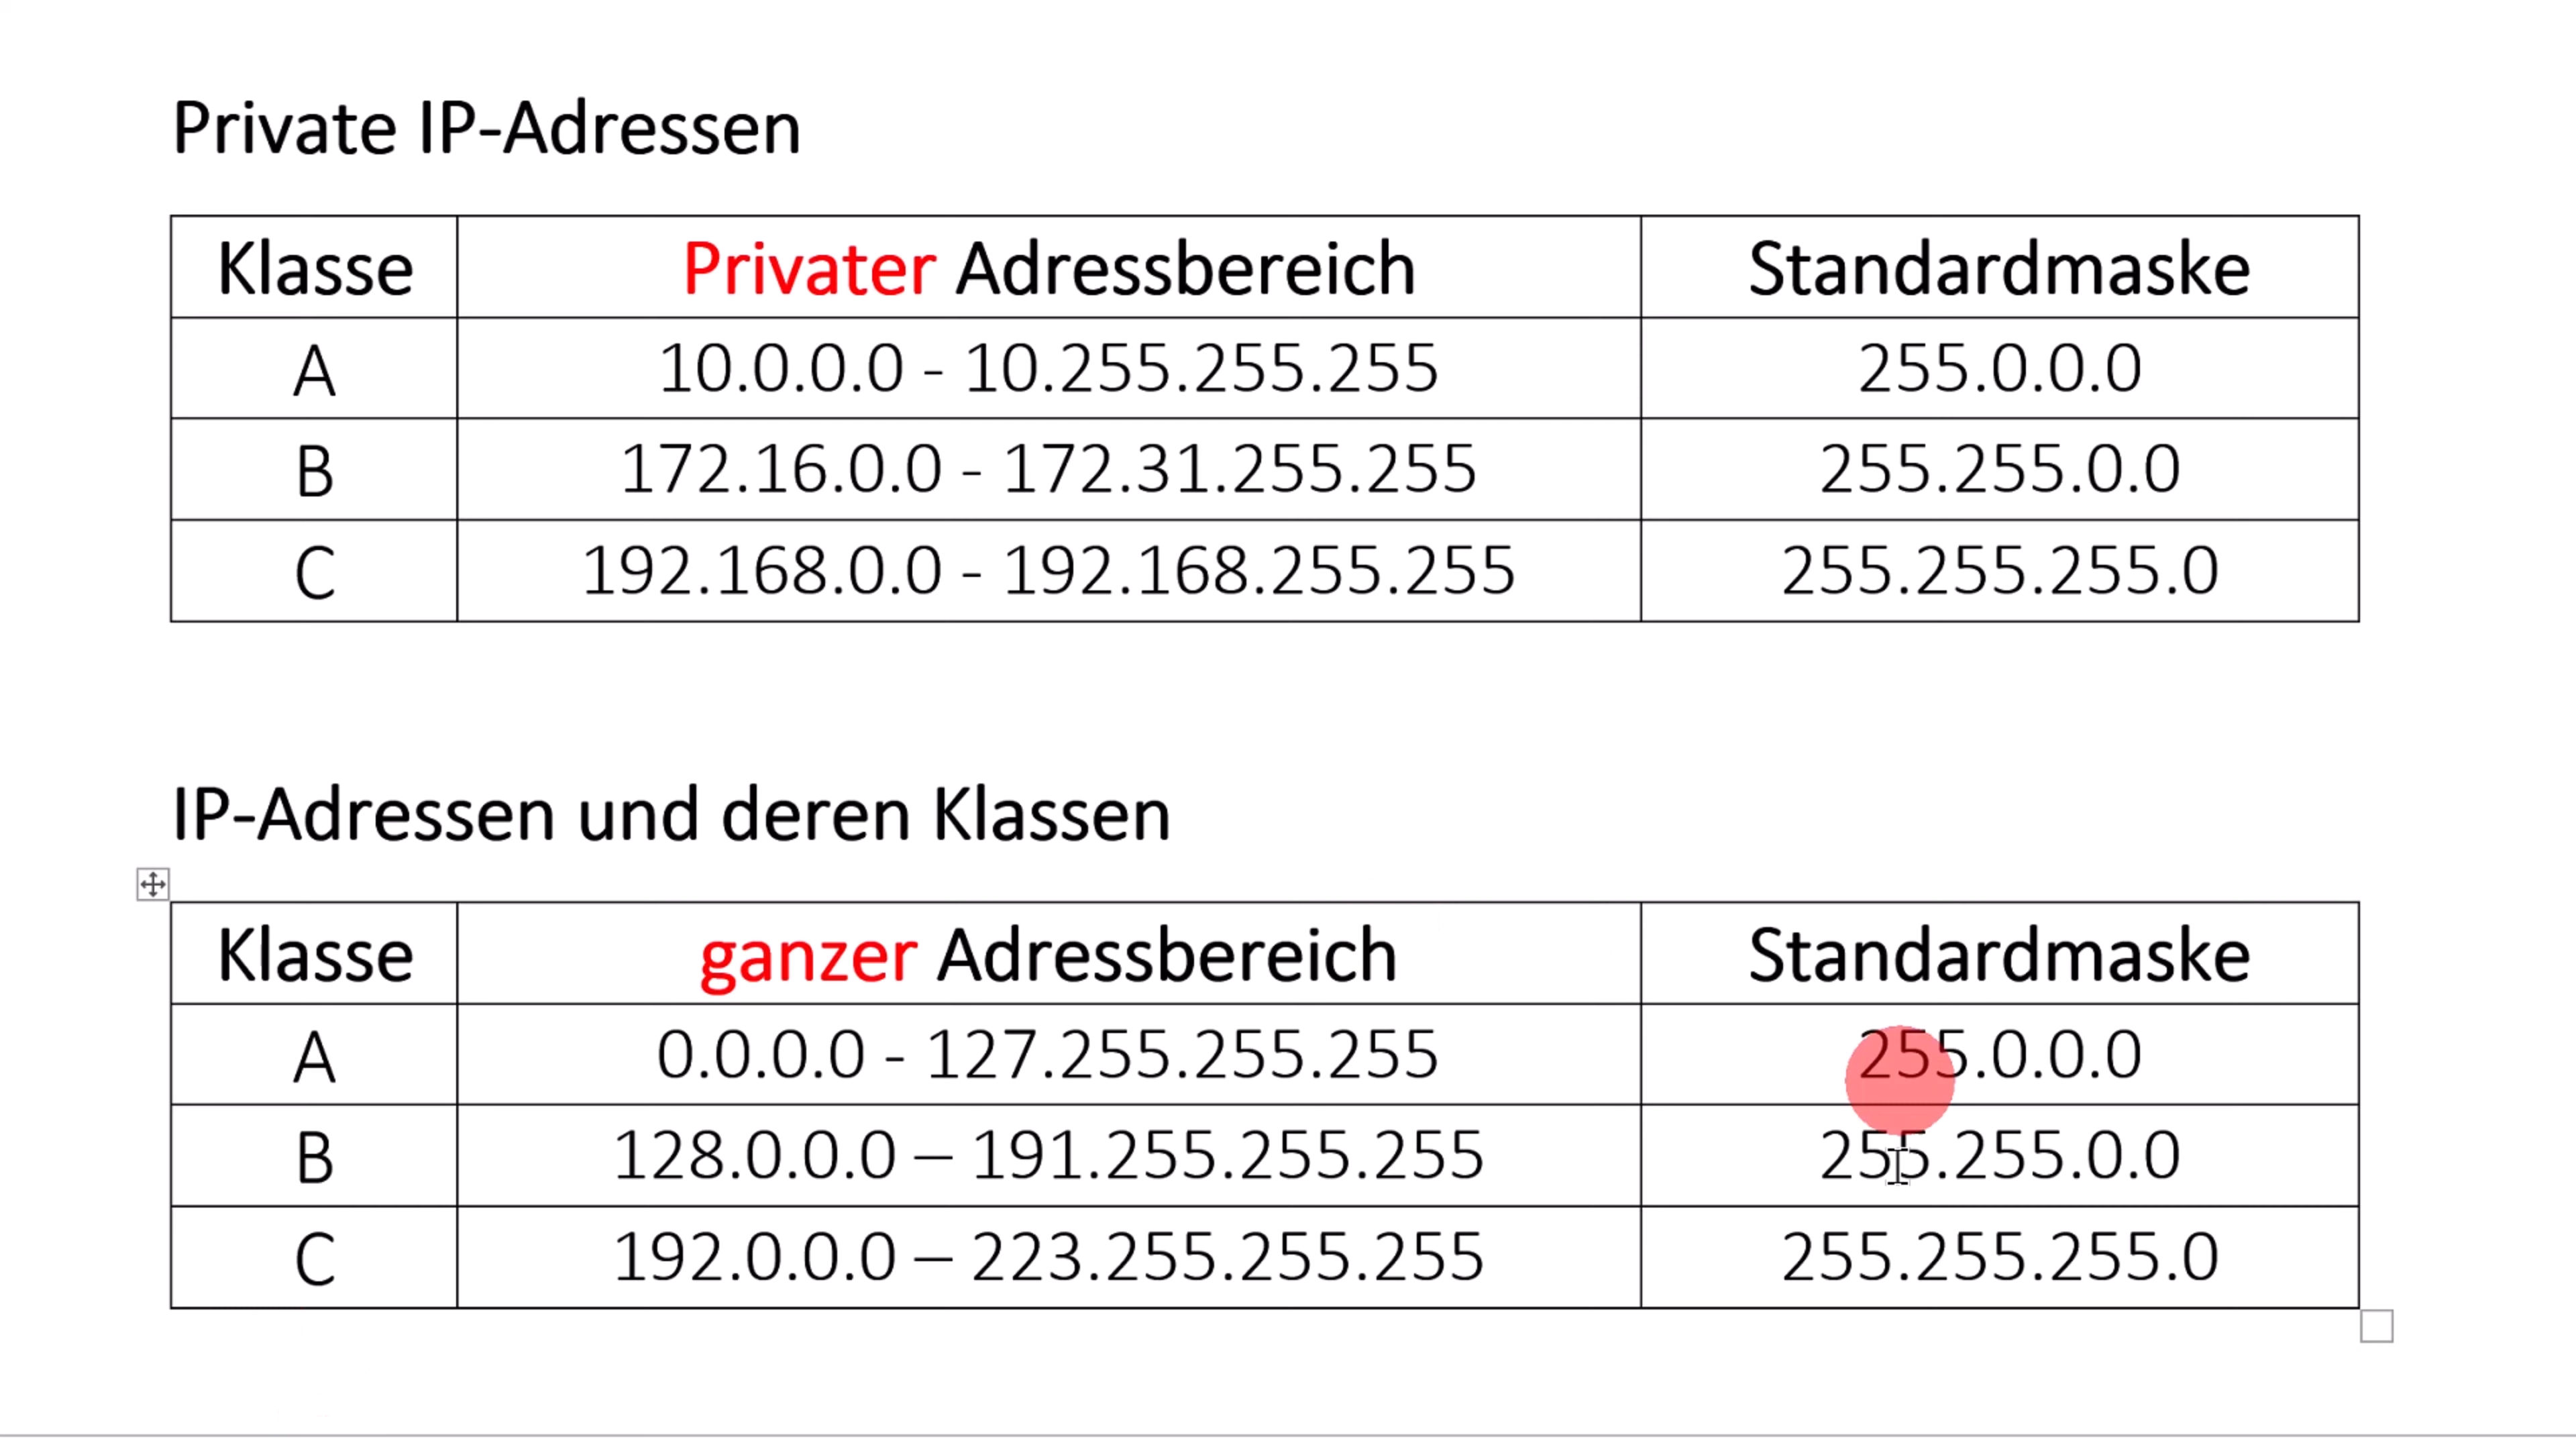 Private IP-Adressen
Klasse Privater Adressbereich Standardmaske
A 10.0.0.0 - 10.255.255.255 255.0.0.0
B 172.16.0.0 - 172.31.255.255 255.255.0.0
C 192.168.0.0 - 192.168.255.255 255.255.255.0
IP-Adressen und deren Klassen
Klasse ganzer Adressbereich Standardmaske
A 0.0.0.0 - 127.255.255.255 255.0.0.0
B 128.0.0.0 – 191.255.255.255 255.255.0.0
C 192.0.0.0 – 223.255.255.255 255.255.255.0